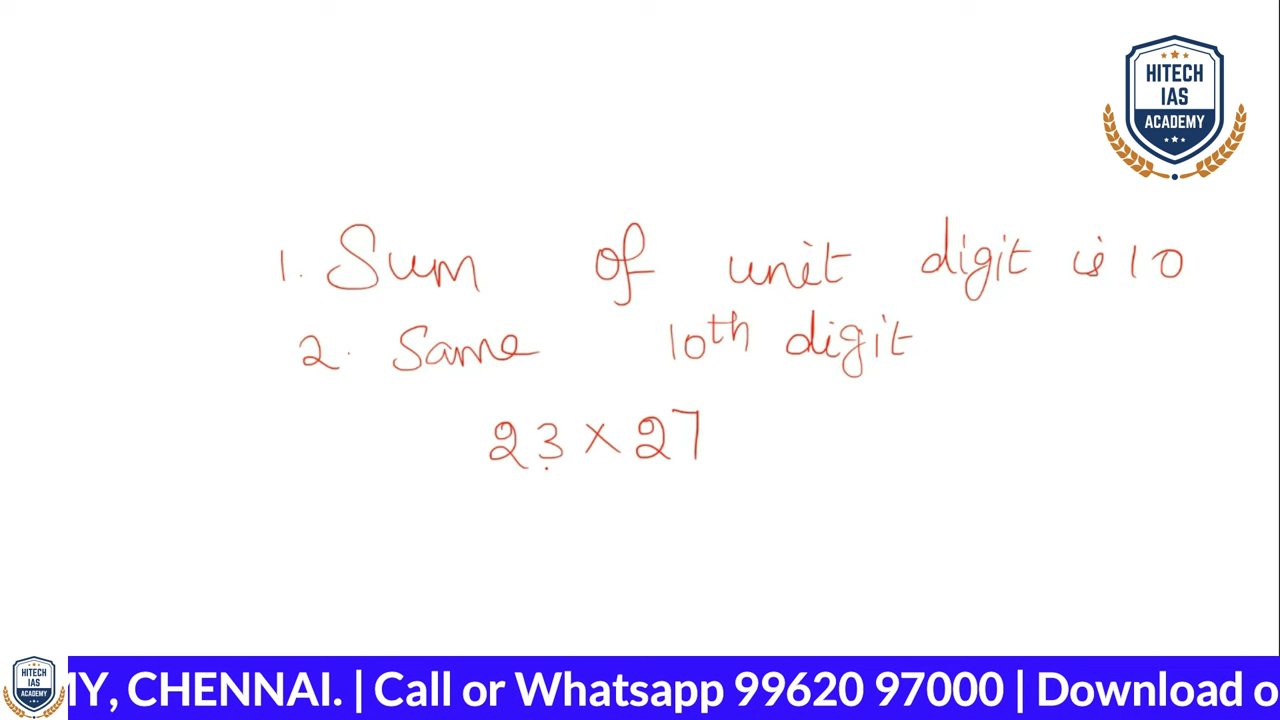 HITECH
IAS
ACADEMY
1. Sum of unit digit is 10
2. Same 10th digit
23 × 27
HITECH
IAS
ACADEMY
MY, CHENNAI. | Call or Whatsapp 99620 97000 | Download o